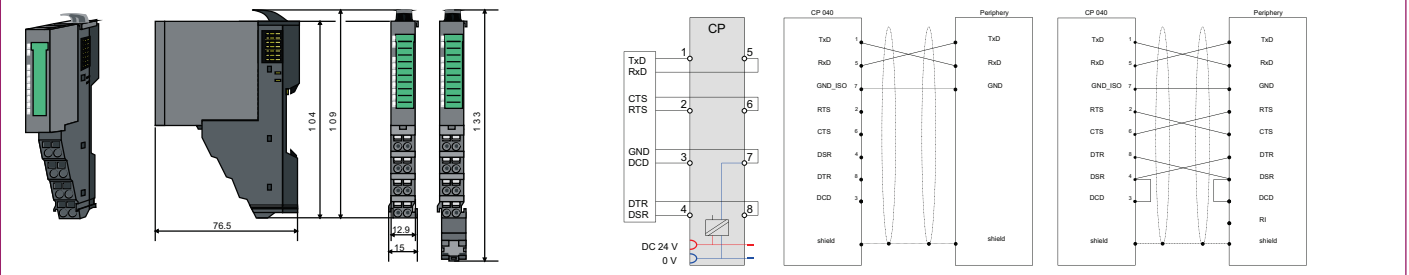 104
109
133
76.5
12.9
15
CP
TxD 1 5
RxD
CTS
RTS 2 6
GND
DCD 3 7
DTR
DSR 4 8
DC 24 V
0 V
CP 040 Periphery
TxD 1 TxD
RxD 5 RxD
GND_ISO 7 GND
RTS 2
CTS 6
DSR 4
DTR 8
DCD 3
shield shield
CP 040 Periphery
TxD 1 TxD
RxD 5 RxD
GND_ISO 7 GND
RTS 2 RTS
CTS 6 CTS
DTR 8 DTR
DSR 4 DSR
DCD 3 DCD
RI
shield shield